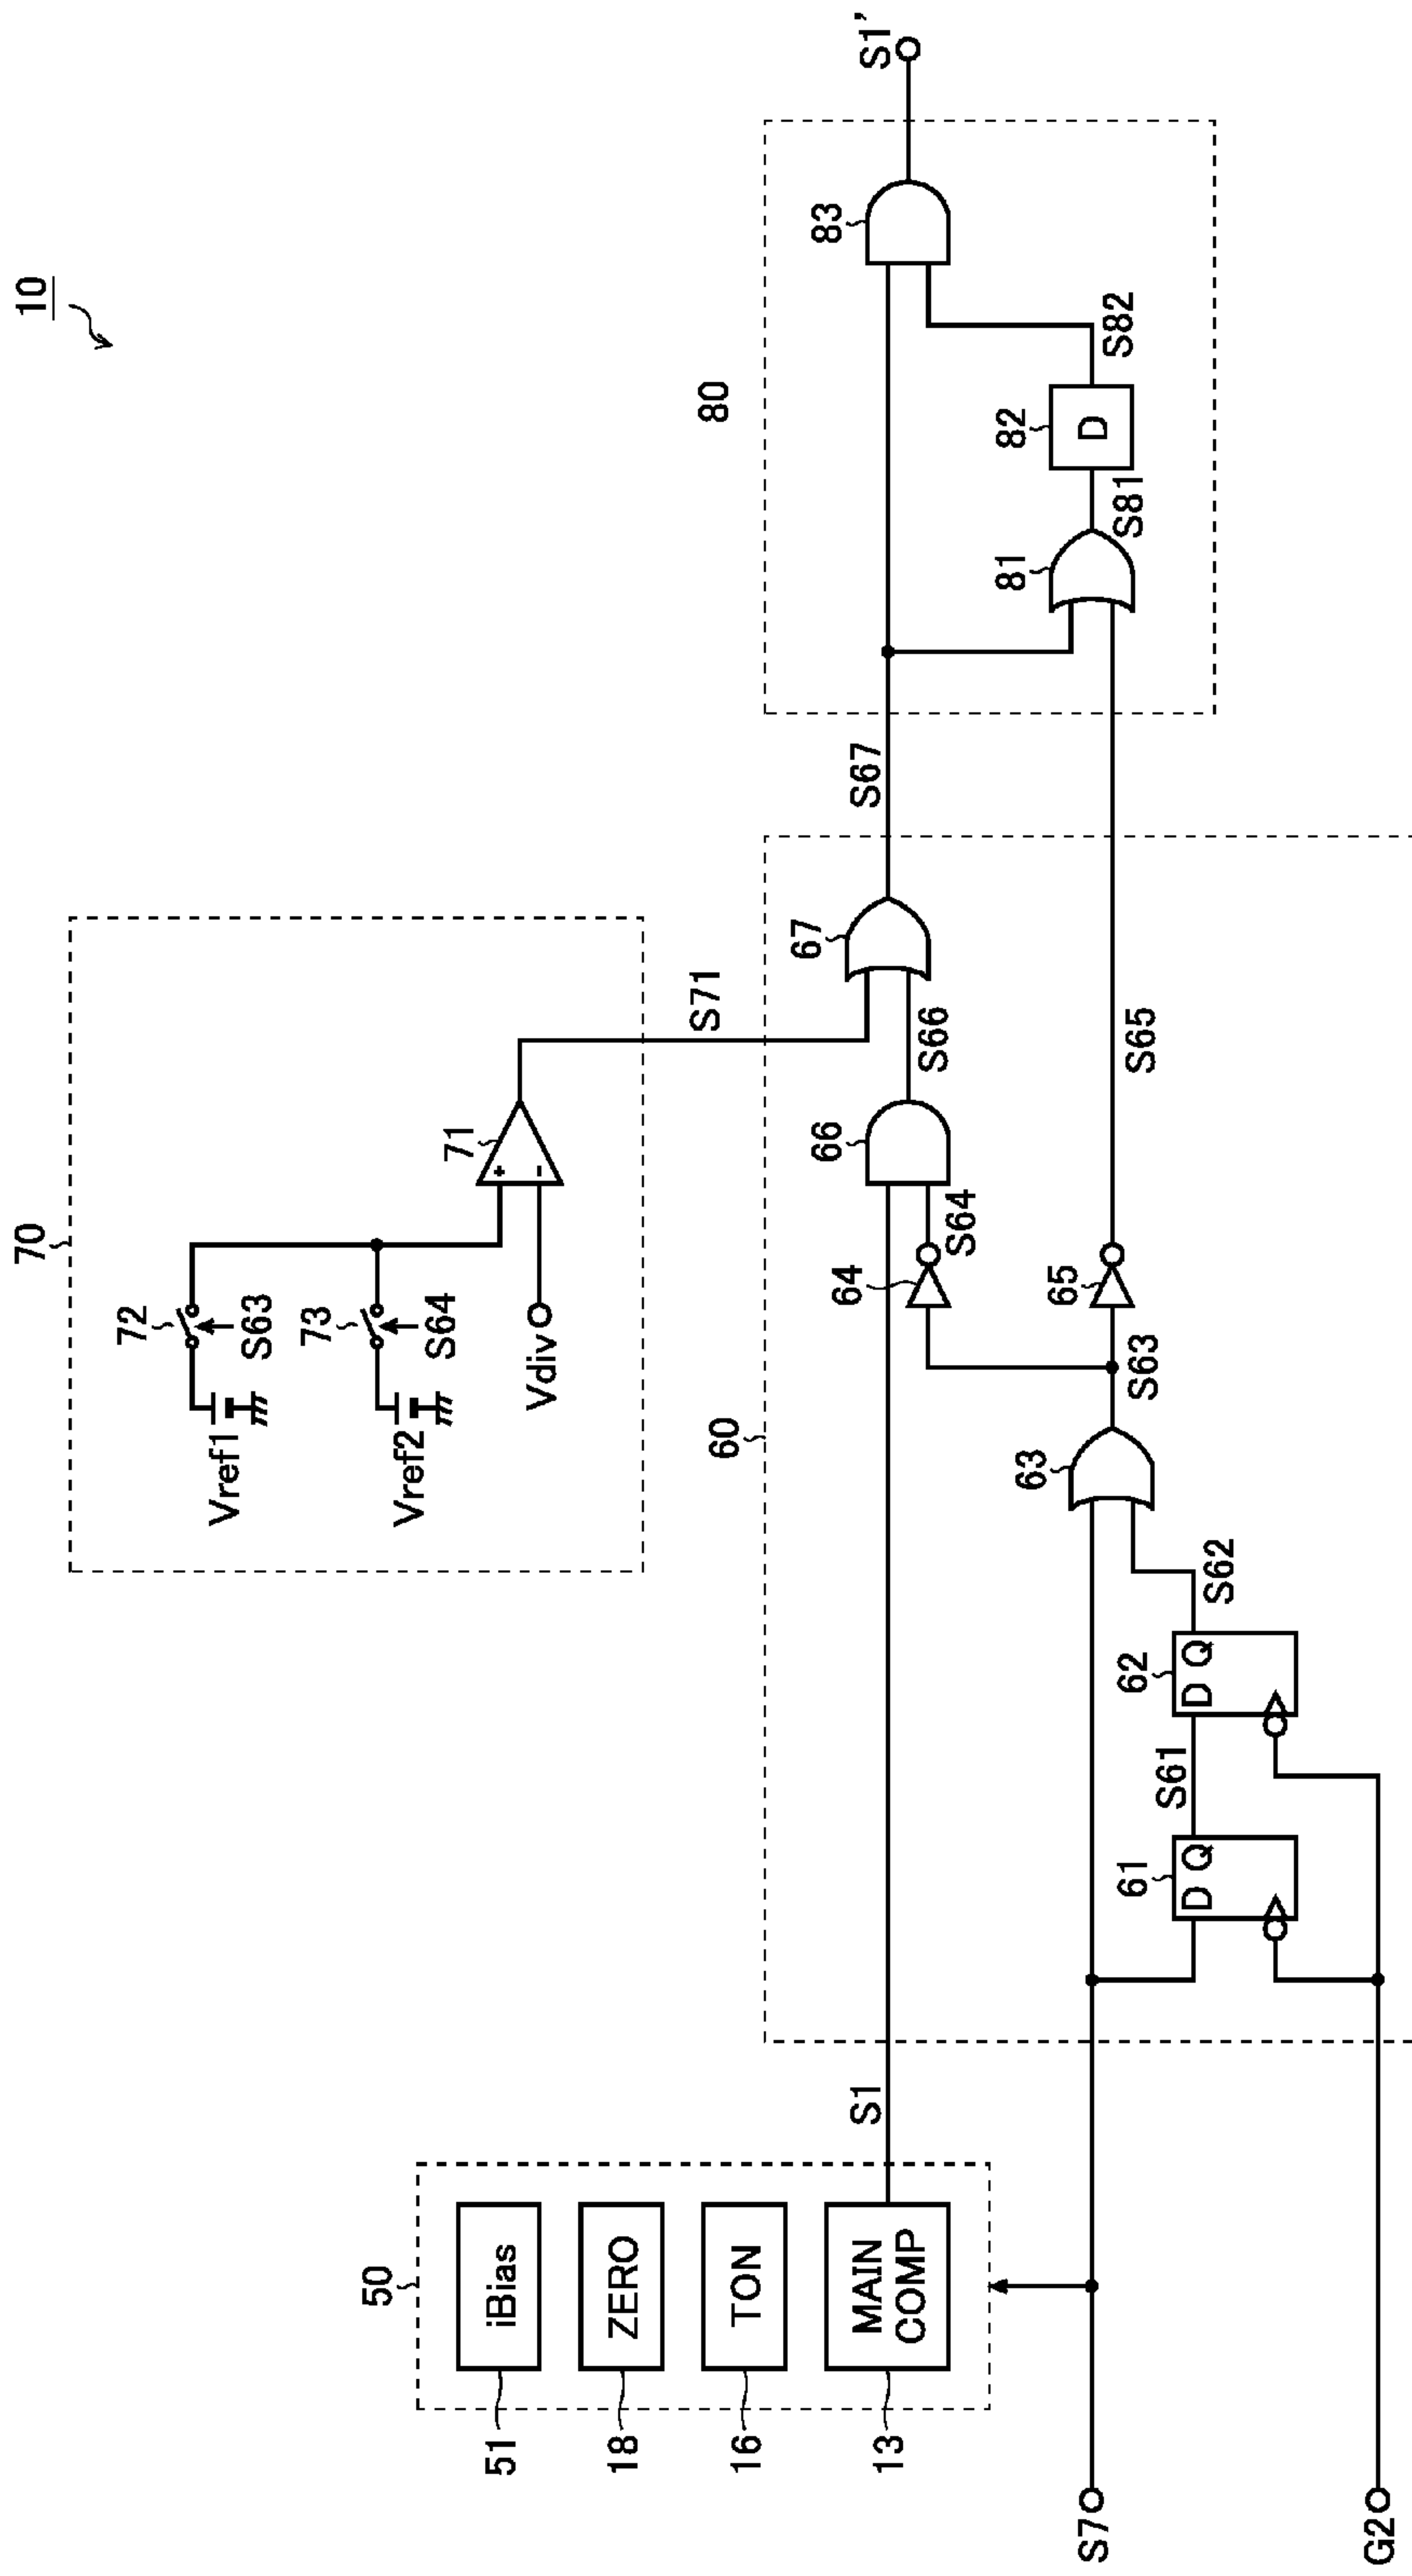 10
70
72
S63
Vref1
73
S64
Vref2
Vdiv
71
+
-
S71
50
iBias
51
ZERO
18
TON
16
MAIN
COMP
13
S1
60
66
S66
67
S67
64
S64
65
S65
63
S63
S62
61
D Q
S61
62
D Q
S7
G2
80
81
S81
82
D
S82
83
S1'